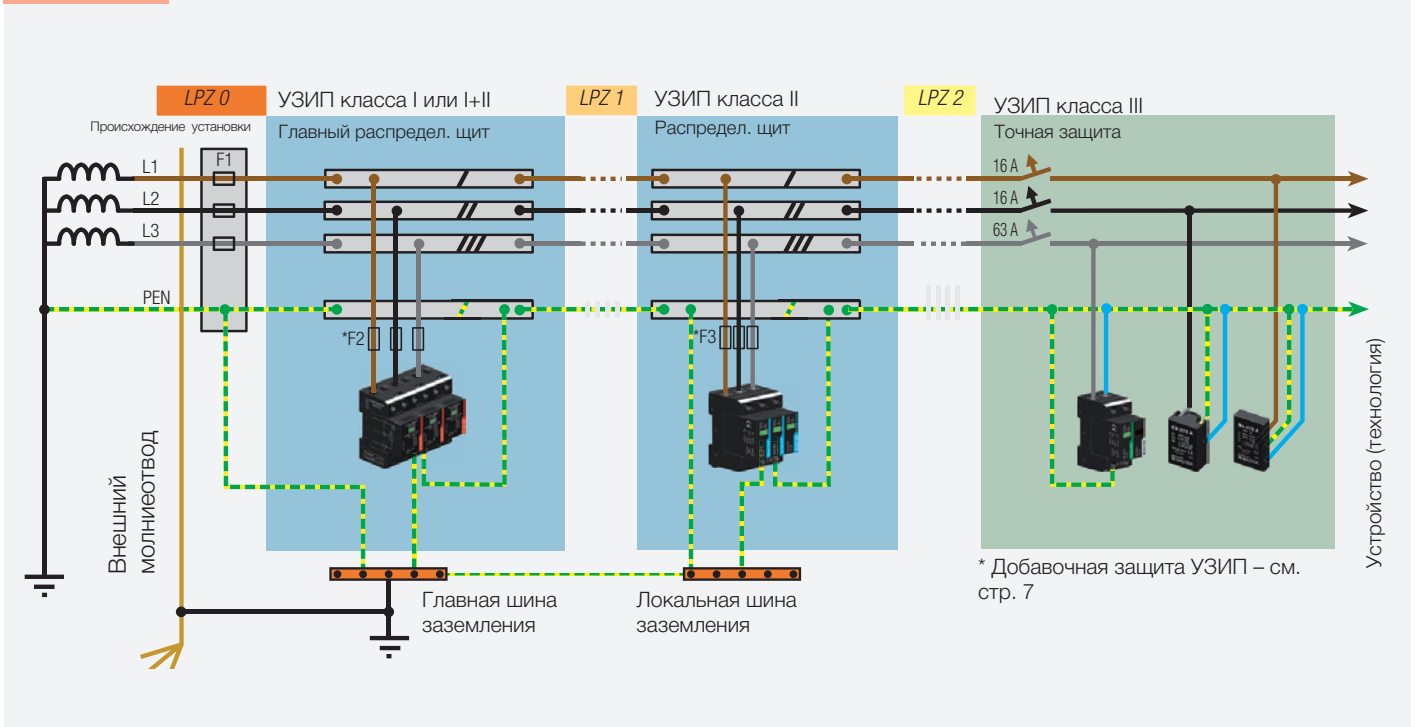 LPZ 0
УЗИП класса I или I+II
LPZ 1
УЗИП класса II
LPZ 2
УЗИП класса III
Происхождение установки
Главный распредел. щит
Распредел. щит
Точная защита
L1
F1
16 A
L2
16 A
L3
63 A
PEN
*F2
*F3
Внешний
молниеотвод
Устройство (технология)
* Добавочная защита УЗИП – см.
стр. 7
Главная шина
заземления
Локальная шина
заземления